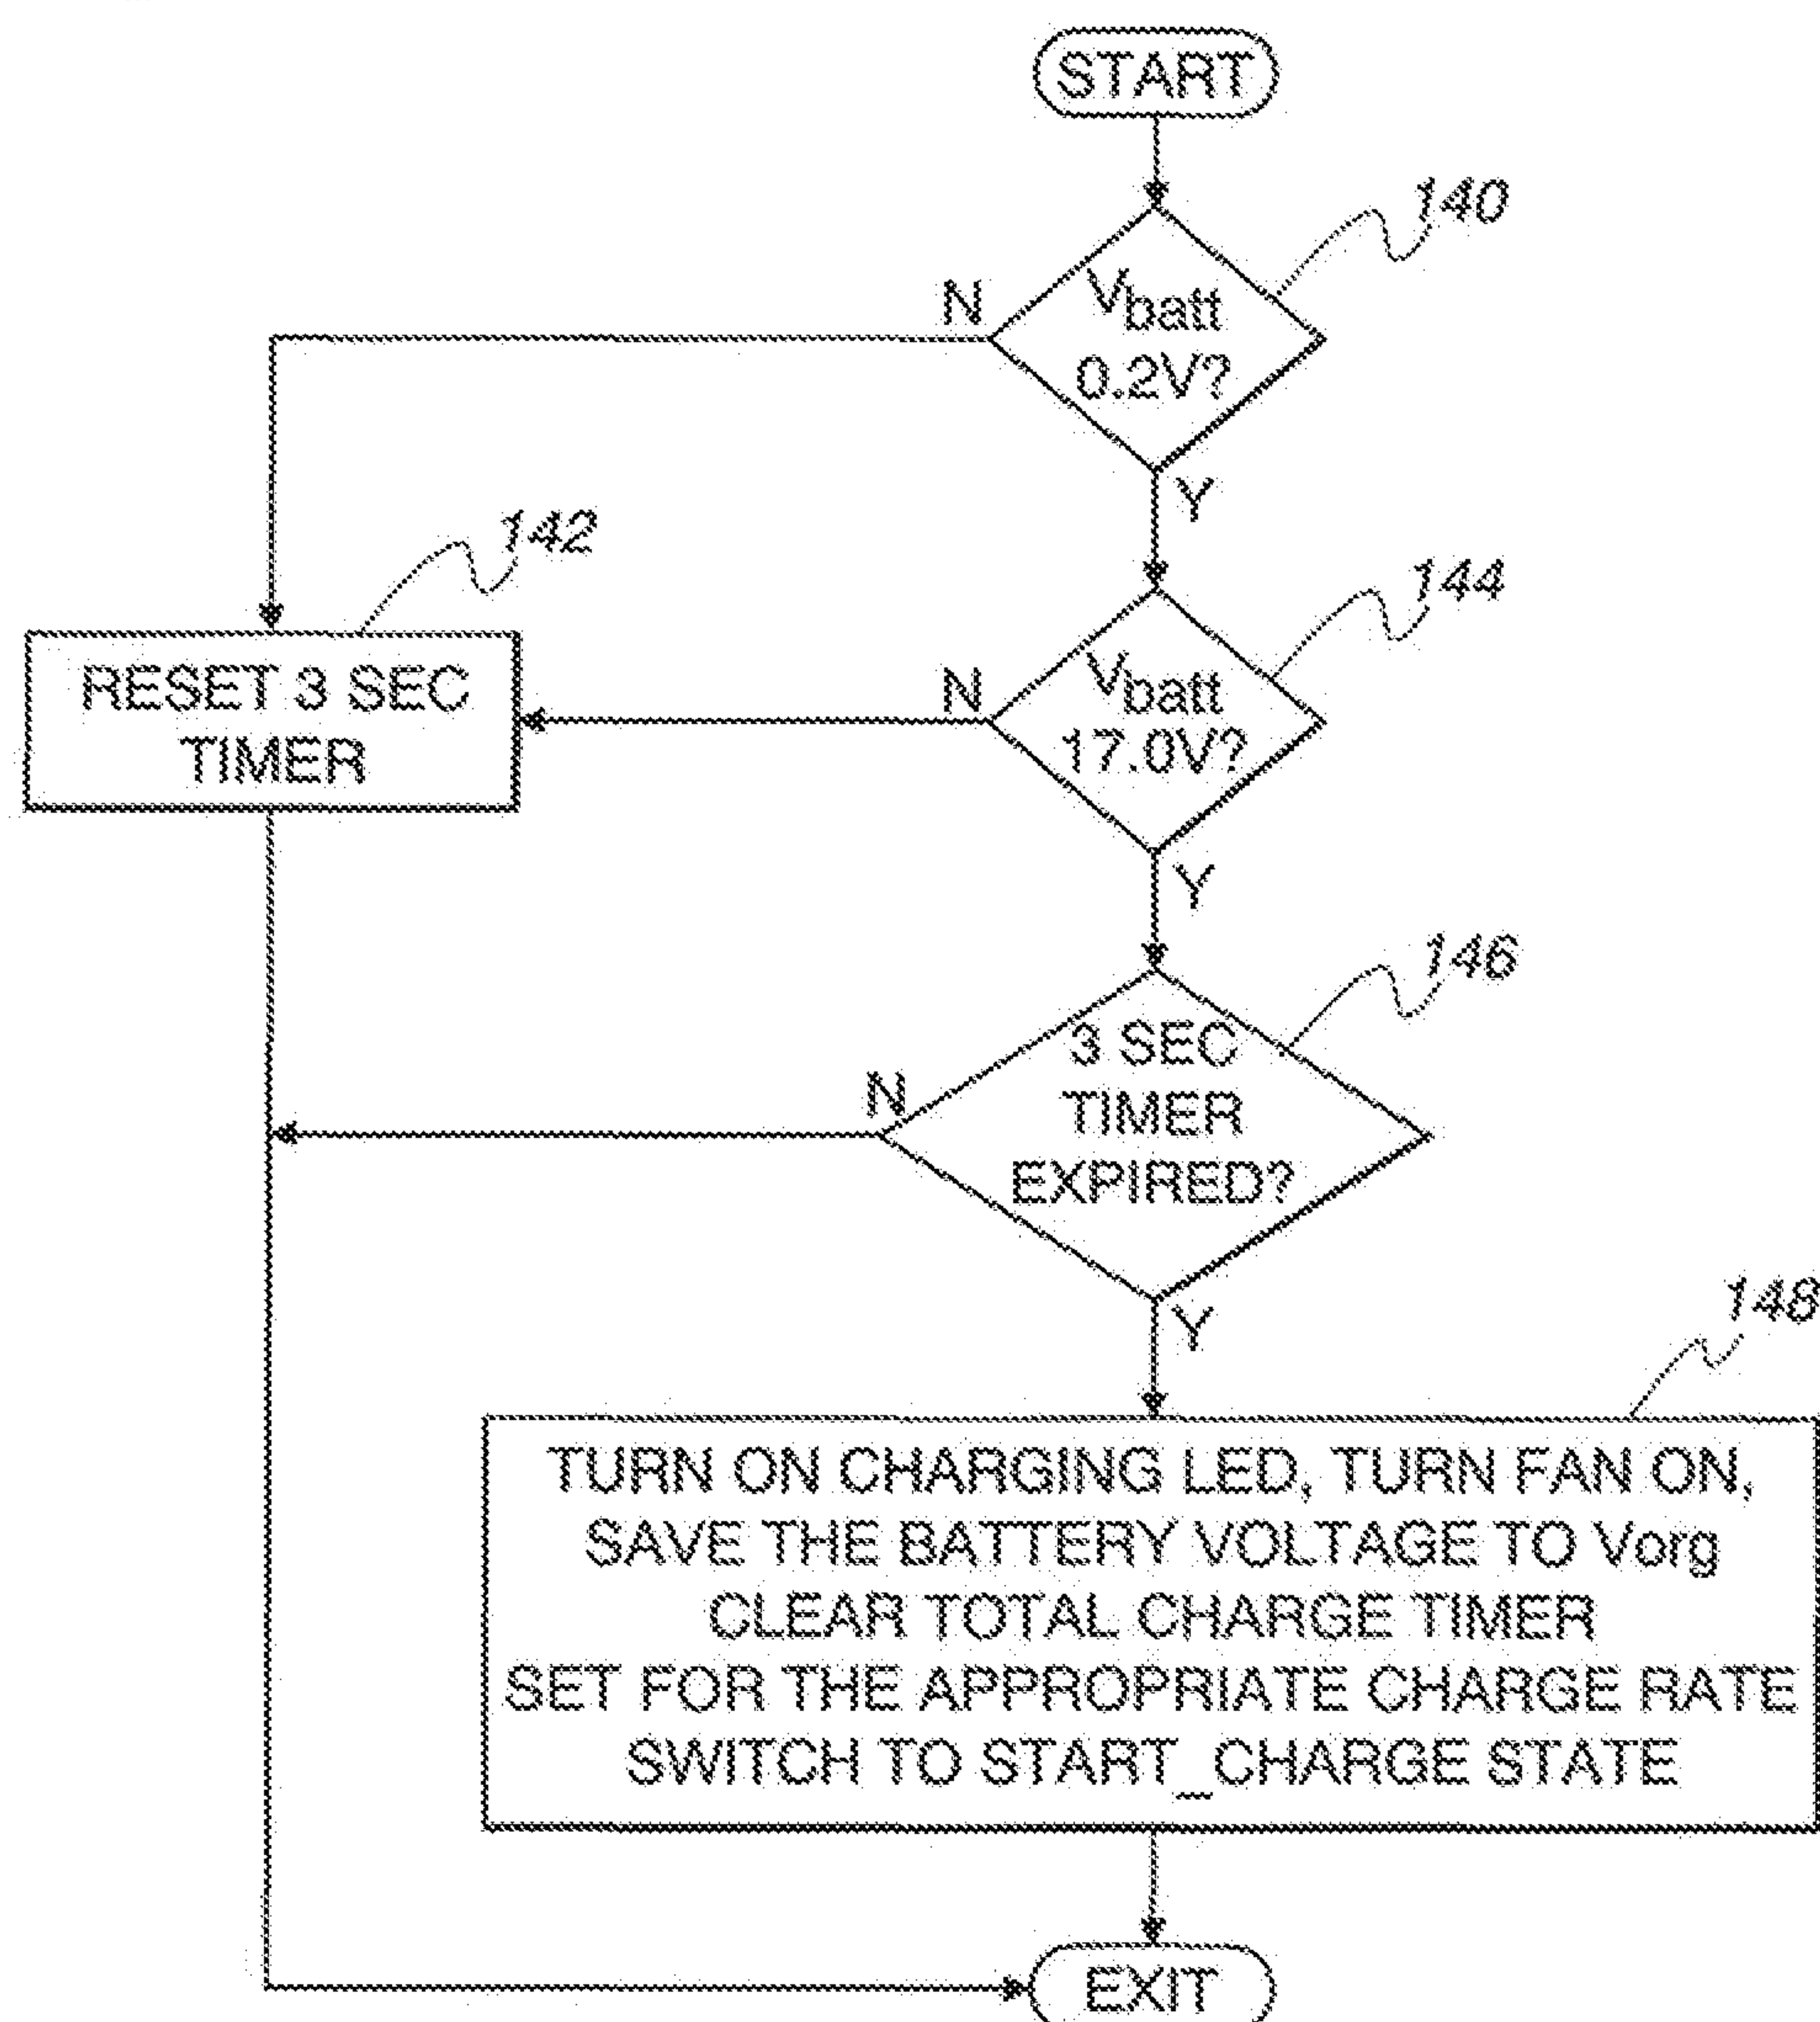 START
140
N
Vbatt
0.2V?
Y
142
144
RESET 3 SEC
TIMER
N
Vbatt
17.0V?
Y
146
N
3 SEC
TIMER
EXPIRED?
Y
148
TURN ON CHARGING LED, TURN FAN ON,
SAVE THE BATTERY VOLTAGE TO Vorg
CLEAR TOTAL CHARGE TIMER
SET FOR THE APPROPRIATE CHARGE RATE
SWITCH TO START_CHARGE STATE
EXIT